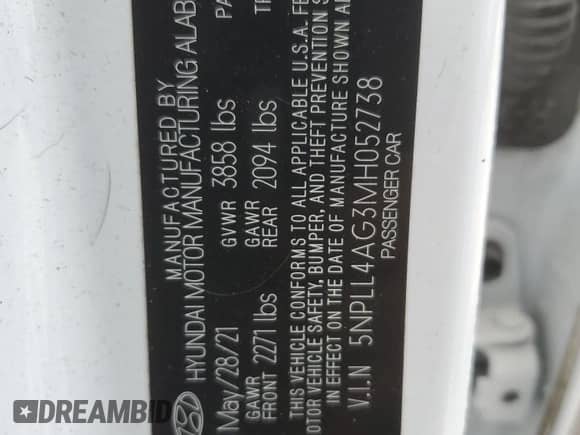 MANUFACTURED BY
HYUNDAI MOTOR MANUFACTURING ALAB
May/28/21 GVWR 3858 lbs PA
GAWR GAWR
FRONT 2271 lbs REAR 2094 lbs
THIS VEHICLE CONFORMS TO ALL APPLICABLE U.S.A. FE
OTOR VEHICLE SAFETY, BUMPER, AND THEFT PREVENTION S
IN EFFECT ON THE DATE OF MANUFACTURE SHOWN A
V.I.N 5NPLL4AG3MH052738
PASSENGER CAR
DREAMBID